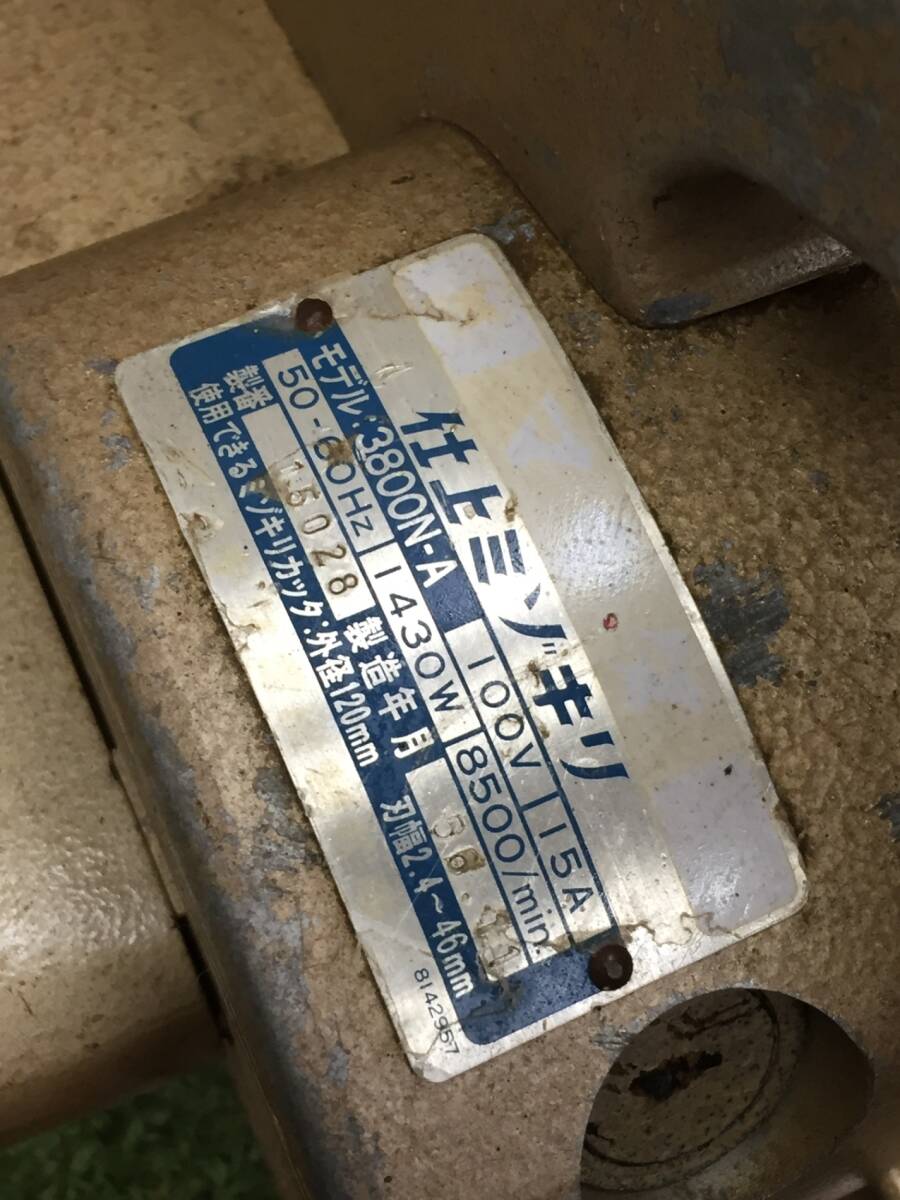 仕上ミゾキリ
モデル:3800N-A 100V 15A
50-60Hz 1430W 8500/min.
製番 15028 製造年月
使用できるミゾキリカッタ・外径120mm 刃幅2.4~46mm
8142957